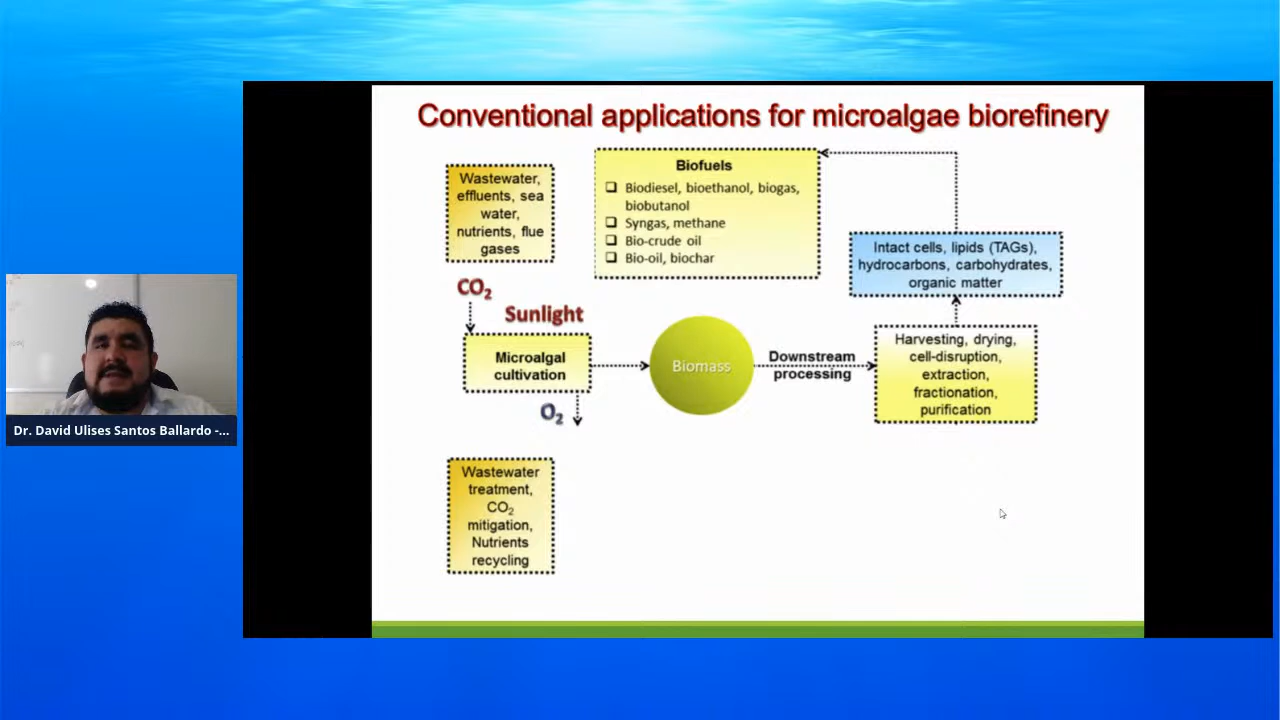 Conventional applications for microalgae biorefinery
Wastewater,
effluents, sea
water,
nutrients, flue
gases
Biofuels
❑ Biodiesel, bioethanol, biogas,
biobutanol
❑ Syngas, methane
❑ Bio-crude oil
❑ Bio-oil, biochar
Intact cells, lipids (TAGs),
hydrocarbons, carbohydrates,
organic matter
CO₂
Sunlight
Microalgal
cultivation
Biomass
Downstream
processing
Harvesting, drying,
cell-disruption,
extraction,
fractionation,
purification
O₂
Dr. David Ulises Santos Ballardo -...
Wastewater
treatment,
CO₂
mitigation,
Nutrients
recycling